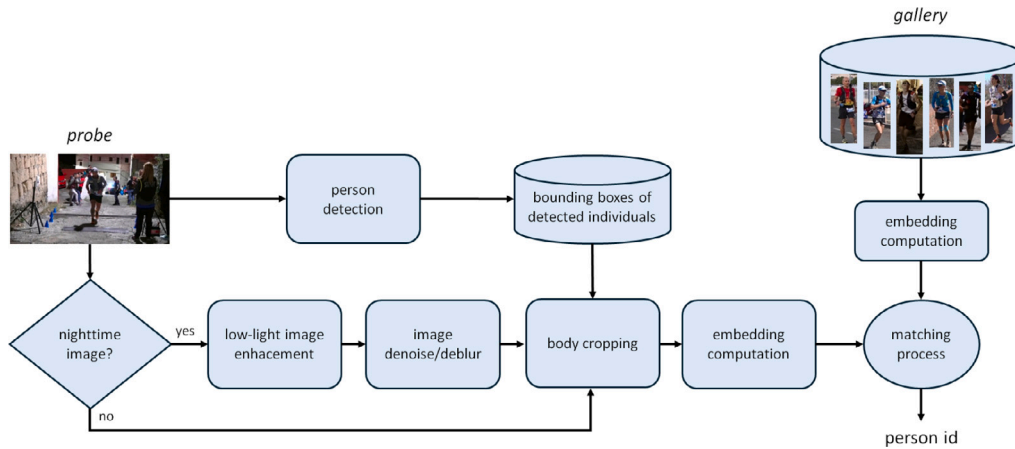 gallery
probe
person
detection
bounding boxes of
detected individuals
embedding
computation
nighttime
image?
yes
low-light image
enhacement
image
denoise/deblur
body cropping
embedding
computation
matching
process
no
person id